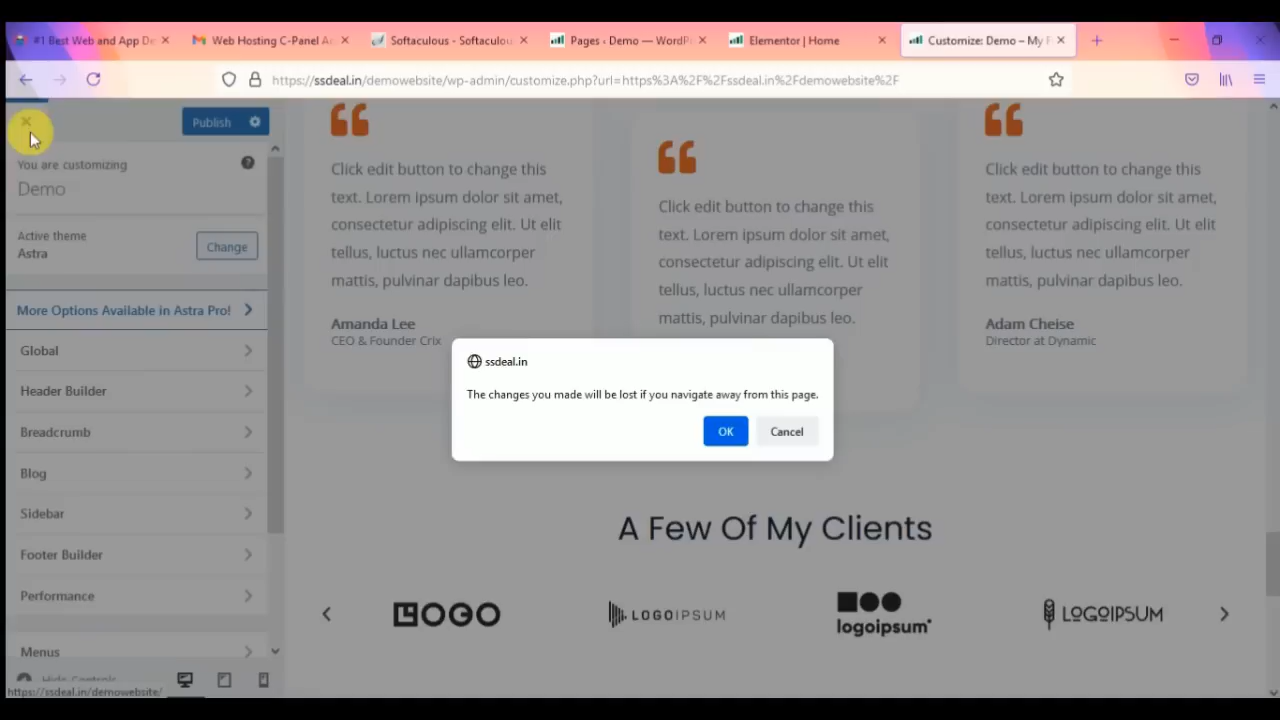 #1 Best Web and App De
Web Hosting C-Panel A
Softaculous - Softaculou
Pages ‹ Demo — WordP
Elementor | Home
Customize: Demo – My F
https://ssdeal.in/demowebsite/wp-admin/customize.php?url=https%3A%2F%2Fssdeal.in%2Fdemowebsite%2F
Publish
You are customizing
Demo
Active theme
Astra
Change
More Options Available in Astra Pro!
Global
Header Builder
Breadcrumb
Blog
Sidebar
Footer Builder
Performance
Menus
Hide Controls
https://ssdeal.in/demowebsite/
Click edit button to change this
text. Lorem ipsum dolor sit amet,
consectetur adipiscing elit. Ut elit
tellus, luctus nec ullamcorper
mattis, pulvinar dapibus leo.
Amanda Lee
CEO & Founder Crix
Click edit button to change this
text. Lorem ipsum dolor sit amet,
consectetur adipiscing elit. Ut elit
tellus, luctus nec ullamcorper
mattis, pulvinar dapibus leo.
Click edit button to change this
text. Lorem ipsum dolor sit amet,
consectetur adipiscing elit. Ut elit
tellus, luctus nec ullamcorper
mattis, pulvinar dapibus leo.
Adam Cheise
Director at Dynamic
ssdeal.in
The changes you made will be lost if you navigate away from this page.
OK
Cancel
A Few Of My Clients
LOGO
LOGOIPSUM
logoipsum
LOGOIPSUM